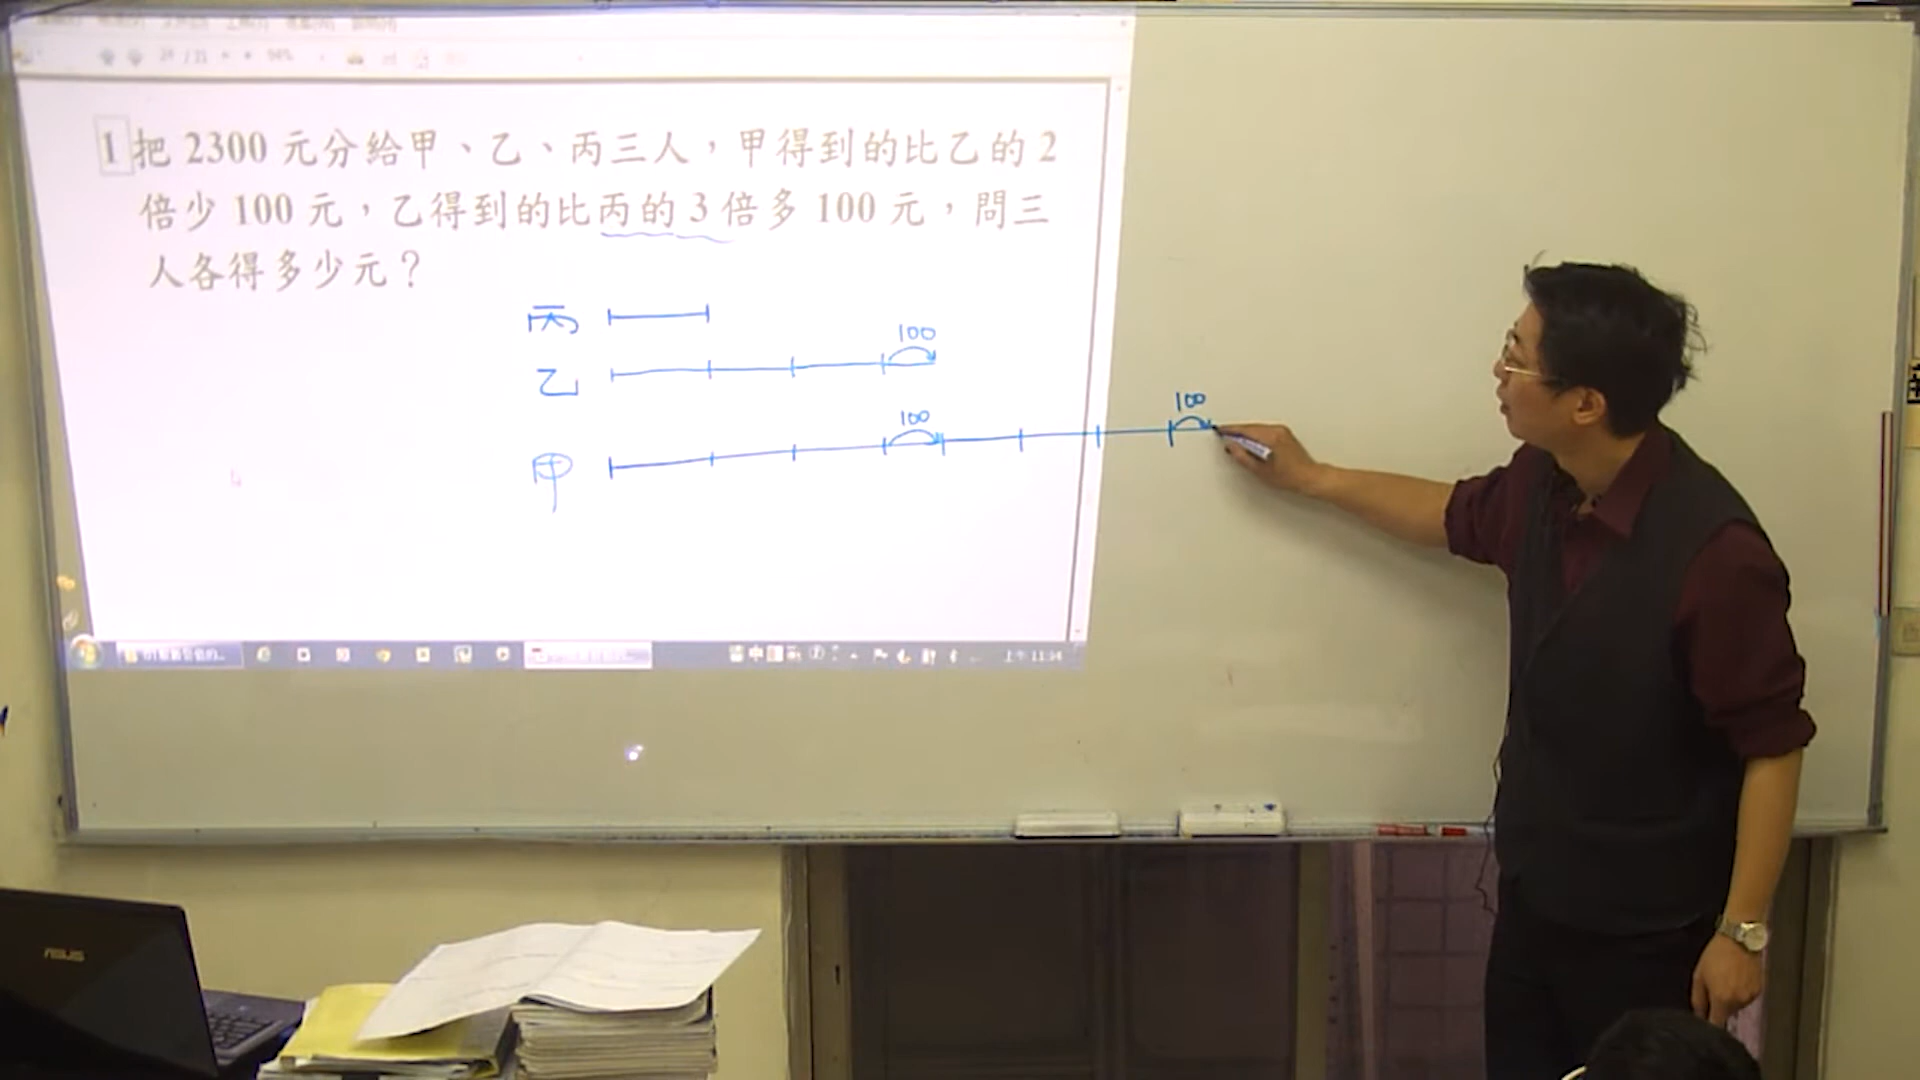 1 把 2300 元分給甲、乙、丙三人，甲得到的比乙的 2
倍少 100 元，乙得到的比丙的 3 倍多 100 元，問三
人各得多少元？
丙
乙 100
甲 100 100
ASUS